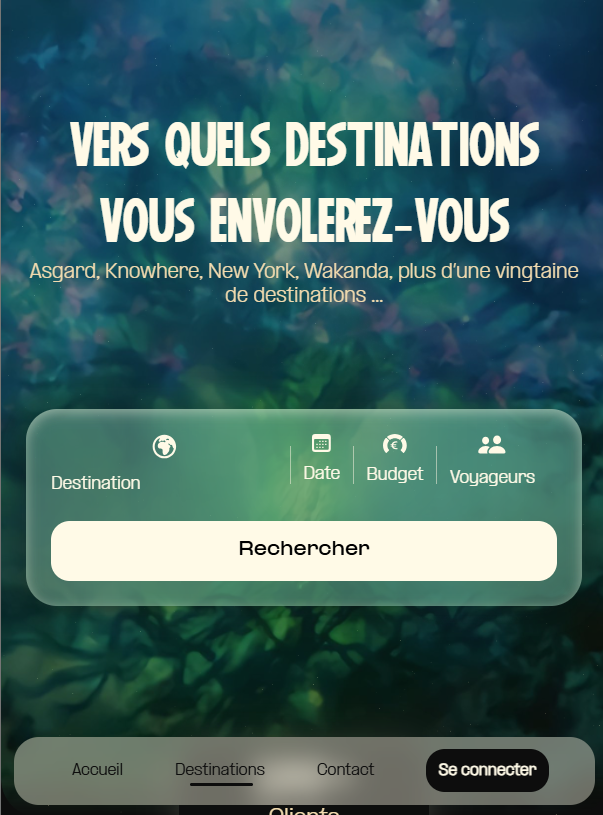 VERS QUELS DESTINATIONS
VOUS ENVOLEREZ-VOUS
Asgard, Knowhere, New York, Wakanda, plus d'une vingtaine
de destinations ...
Destination
Date
Budget
Voyageurs
Rechercher
Accueil
Destinations
Contact
Se connecter
Clients